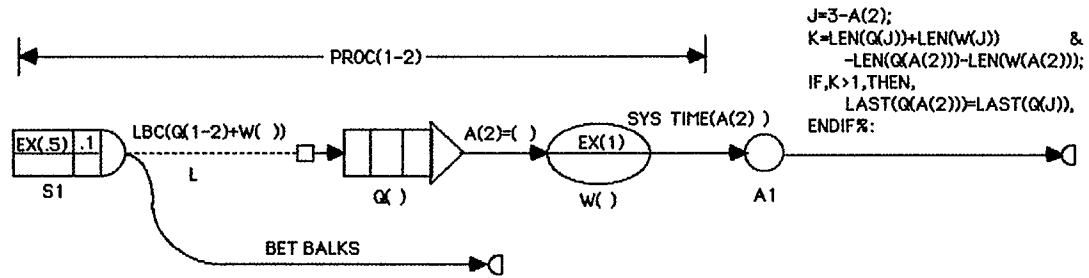 J=3-A(2);
K=LEN(Q(J))+LEN(W(J)) &
-LEN(Q(A(2)))-LEN(W(A(2)));
IF,K>1,THEN,
LAST(Q(A(2)))=LAST(Q(J)),
ENDIF%:
PROC(1-2)
EX(.5) .1
S1
LBC(Q(1-2)+W( ))
L
Q( )
A(2)=( )
EX(1)
W( )
SYS TIME(A(2) )
A1
BET BALKS